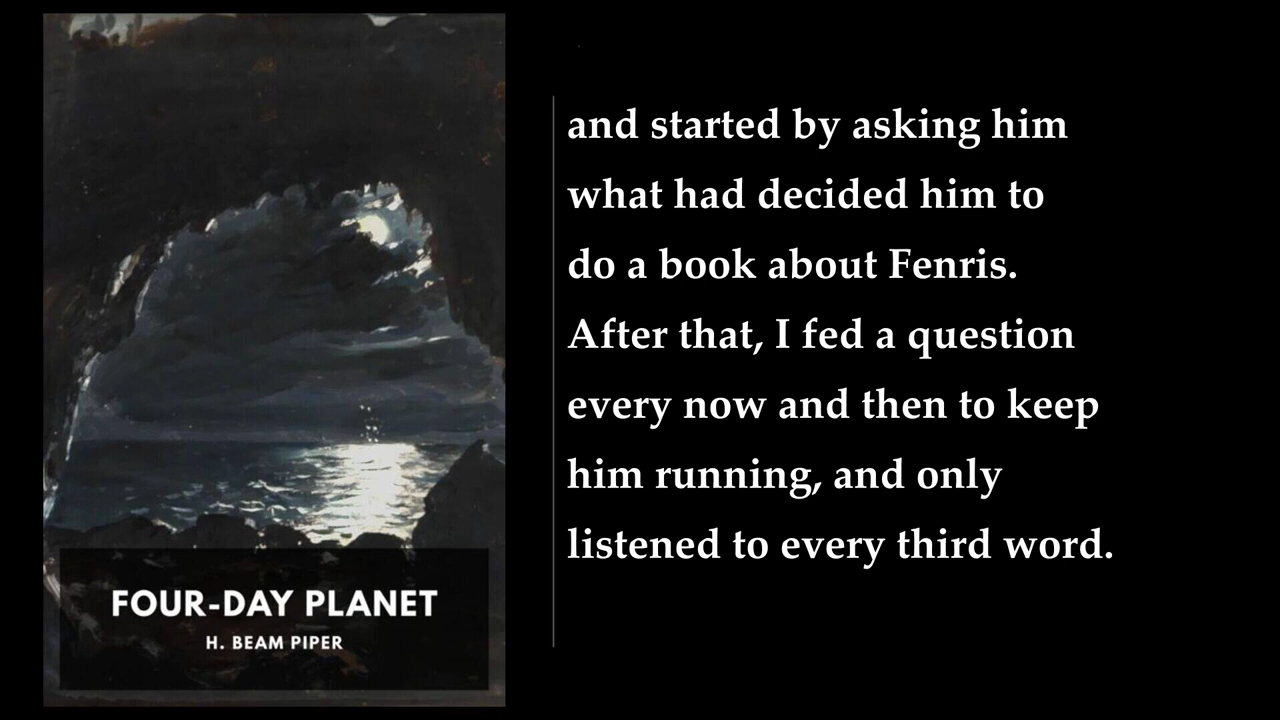 FOUR-DAY PLANET
H. BEAM PIPER
and started by asking him
what had decided him to
do a book about Fenris.
After that, I fed a question
every now and then to keep
him running, and only
listened to every third word.